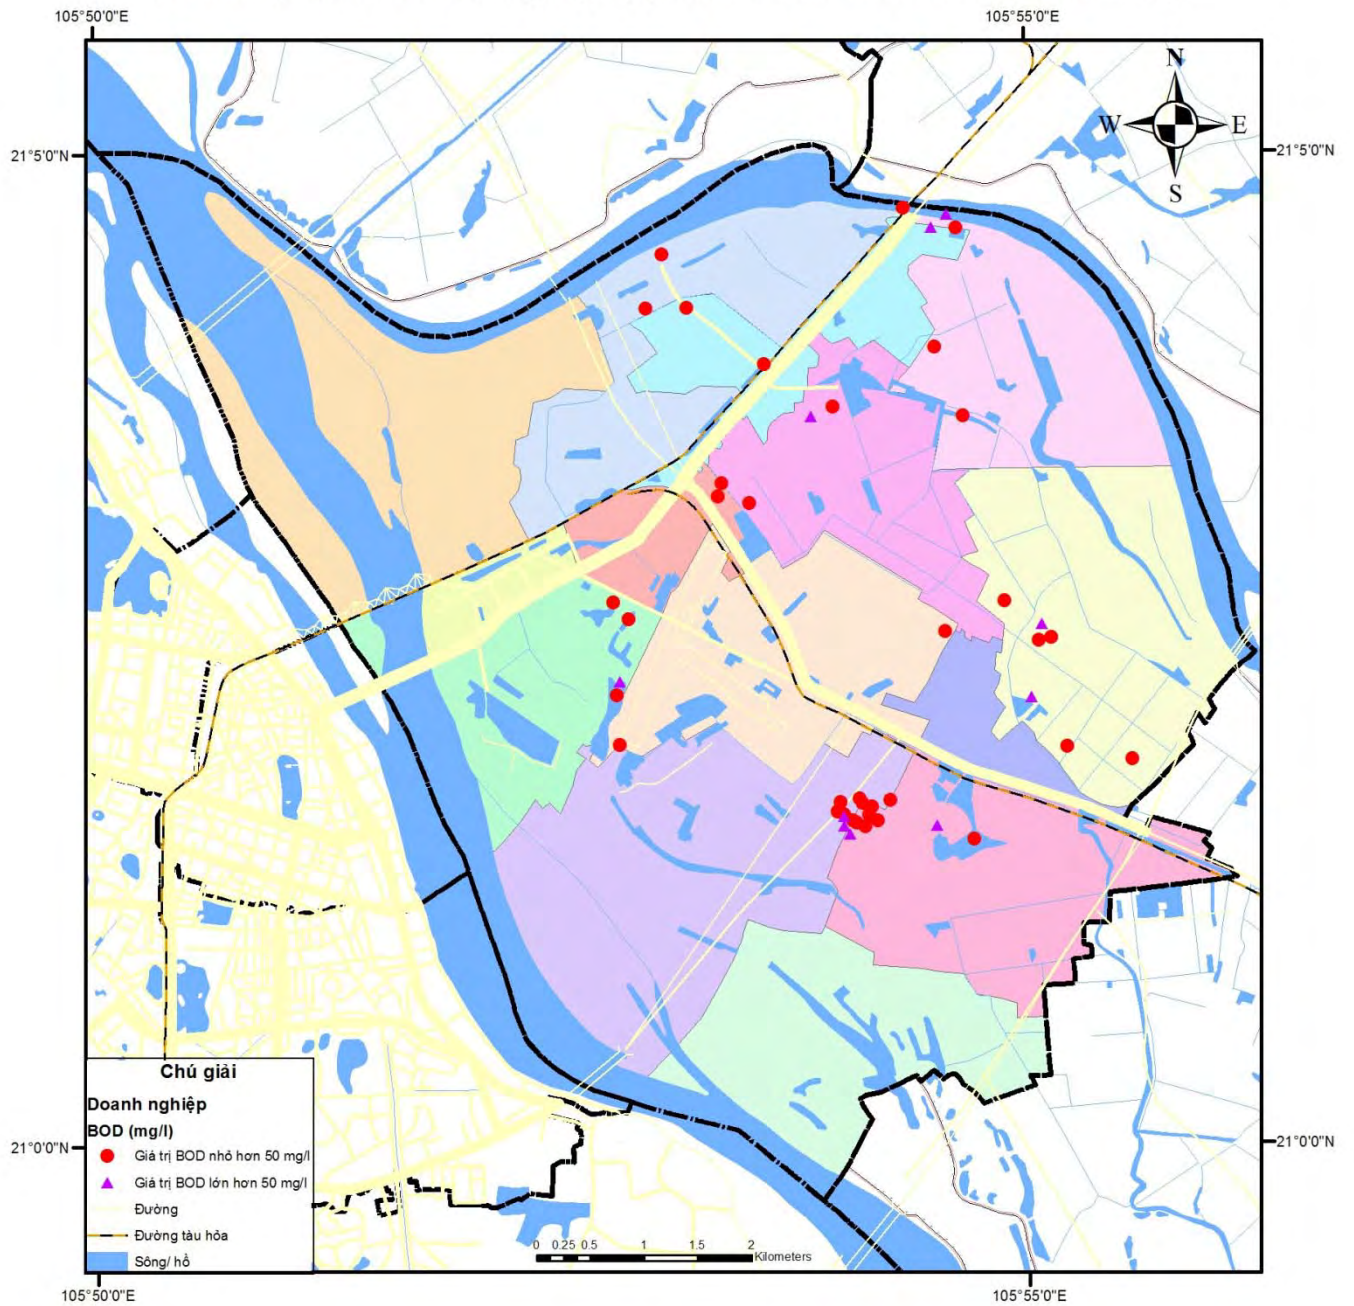 105°50'0"E
105°55'0"E
N
W
E
S
21°5'0"N
21°5'0"N
Chú giải
Doanh nghiệp
BOD (mg/l)
Giá trị BOD nhỏ hơn 50 mg/l
Giá trị BOD lớn hơn 50 mg/l
Đường
Đường tàu hỏa
Sông/ hồ
21°0'0"N
21°0'0"N
0 0.25 0.5 1 1.5 2
Kilometers
105°50'0"E
105°55'0"E